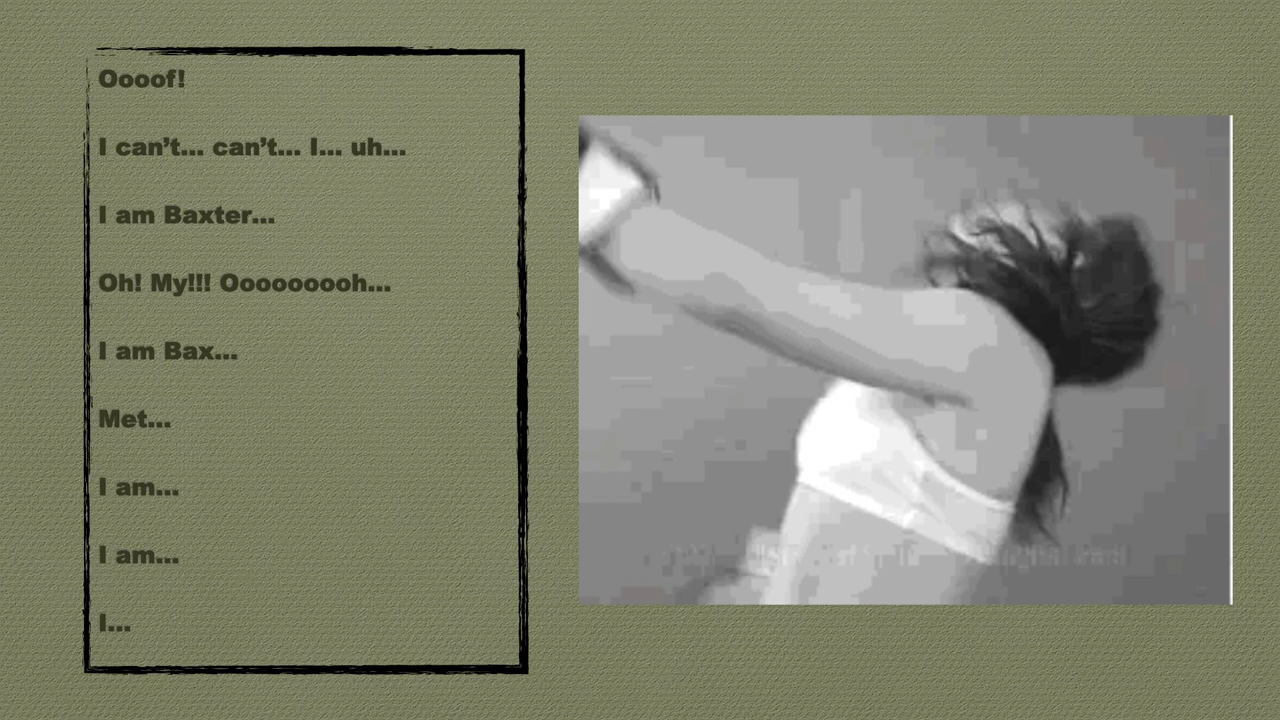 Oooof!
I can’t... can’t... I... uh...
I am Baxter...
Oh! My!!! Ooooooooh...
I am Bax...
Met...
I am...
I am...
I...